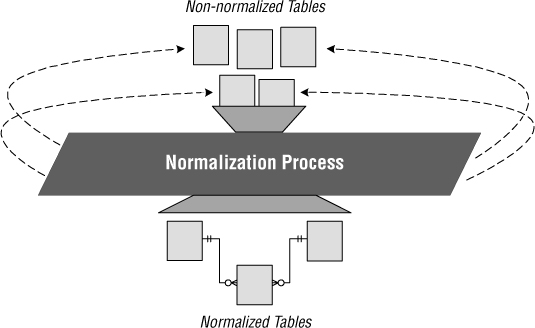 Non-normalized Tables
Normalization Process
Normalized Tables